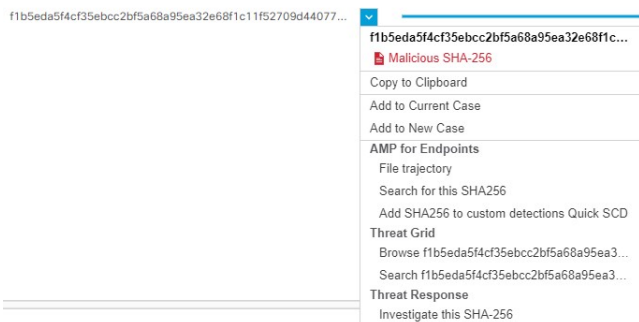 f1b5eda5f4cf35ebcc2bf5a68a95ea32e68f1c11f52709d44077...
f1b5eda5f4cf35ebcc2bf5a68a95ea32e68f1c...
Malicious SHA-256
Copy to Clipboard
Add to Current Case
Add to New Case
AMP for Endpoints
File trajectory
Search for this SHA256
Add SHA256 to custom detections Quick SCD
Threat Grid
Browse f1b5eda5f4cf35ebcc2bf5a68a95ea3...
Search f1b5eda5f4cf35ebcc2bf5a68a95ea3...
Threat Response
Investigate this SHA-256